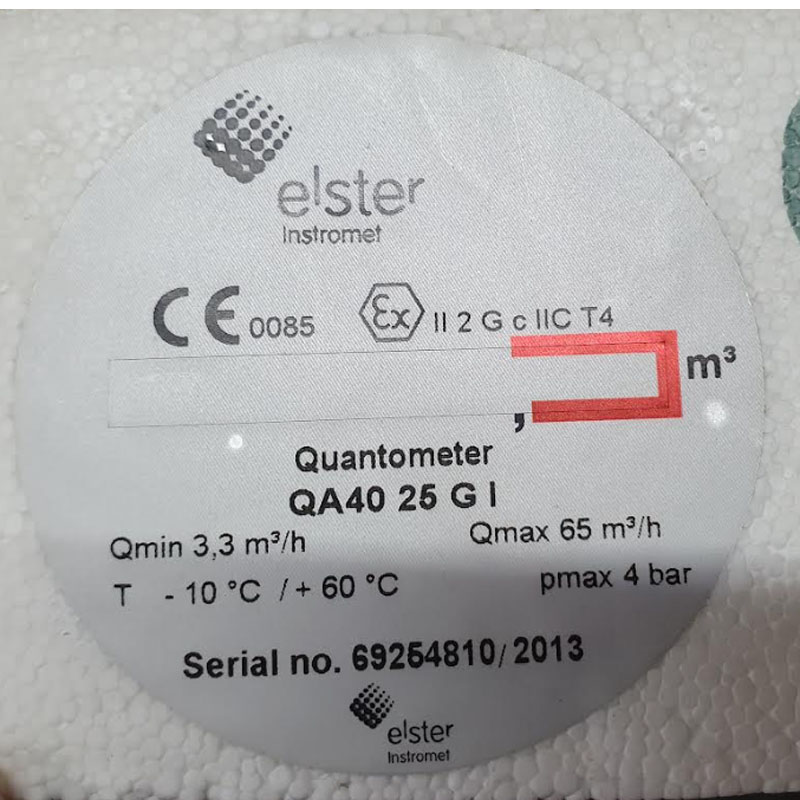 elster
Instromet
CE 0085 Ex II 2 G c IIC T4
m³
,
Quantometer
QA40 25 G I
Qmin 3,3 m³/h Qmax 65 m³/h
T - 10 °C / + 60 °C pmax 4 bar
Serial no. 69254810/ 2013
elster
Instromet